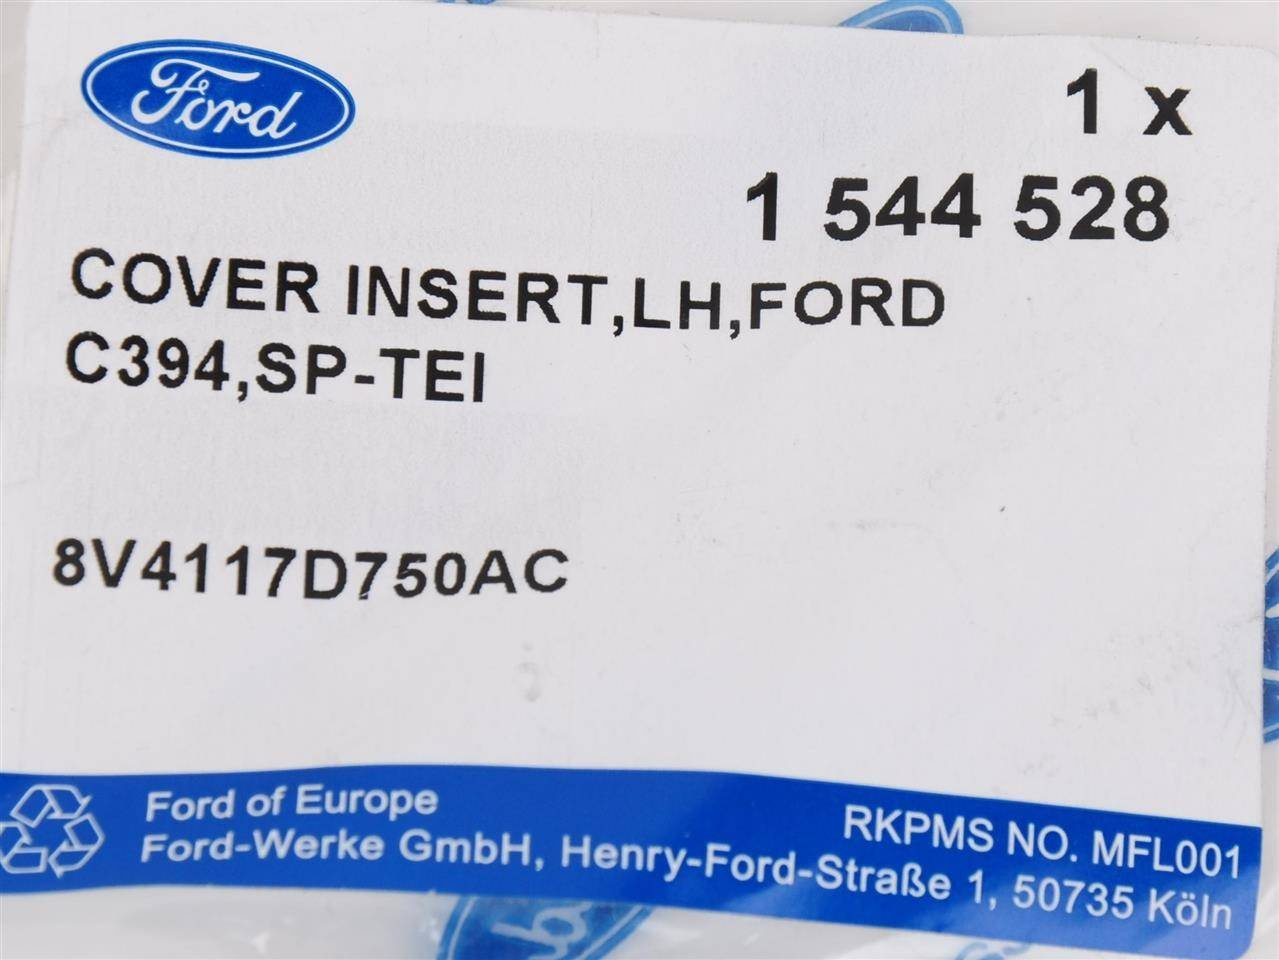 Ford
1 x
1 544 528
COVER INSERT,LH,FORD
C394,SP-TEI
8V4117D750AC
Ford of Europe
Ford-Werke GmbH, Henry-Ford-Straße 1, 50735 Köln
RKPMS NO. MFL001